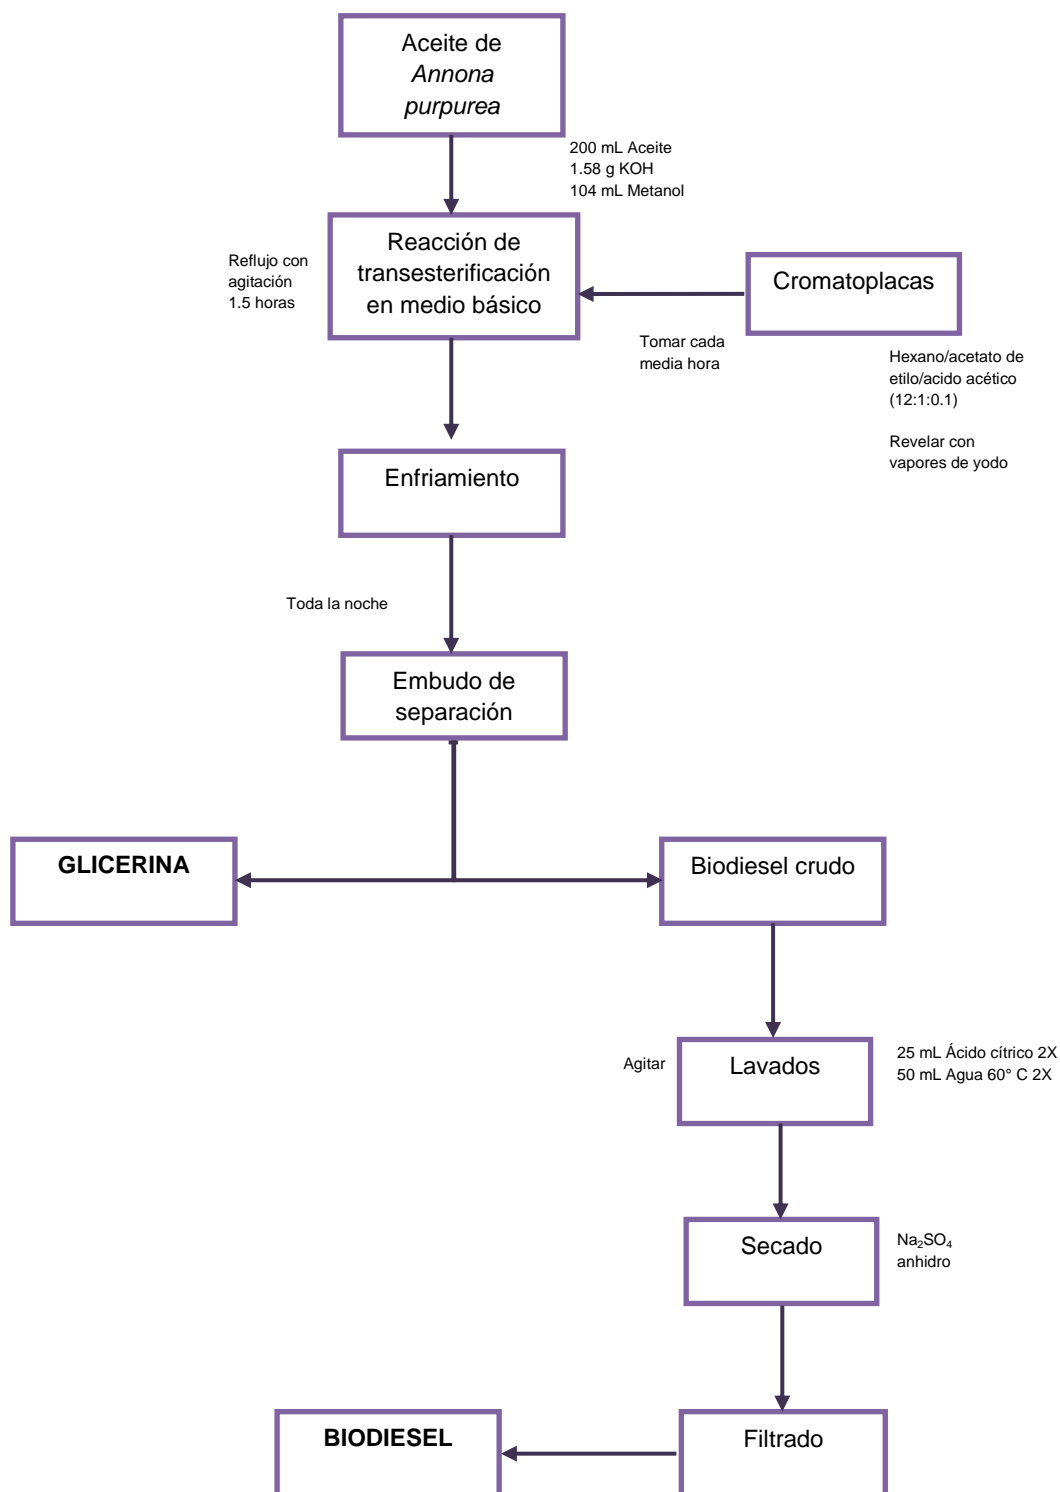 Aceite de
Annona
purpurea
200 mL Aceite
1.58 g KOH
104 mL Metanol
Reflujo con
agitación
1.5 horas
Reacción de
transesterificación
en medio básico
Cromatoplacas
Tomar cada
media hora
Hexano/acetato de
etilo/acido acético
(12:1:0.1)
Revelar con
vapores de yodo
Enfriamiento
Toda la noche
Embudo de
separación
GLICERINA
Biodiesel crudo
Agitar
Lavados
25 mL Ácido cítrico 2X
50 mL Agua 60° C 2X
Secado
Na₂SO₄
anhidro
BIODIESEL
Filtrado